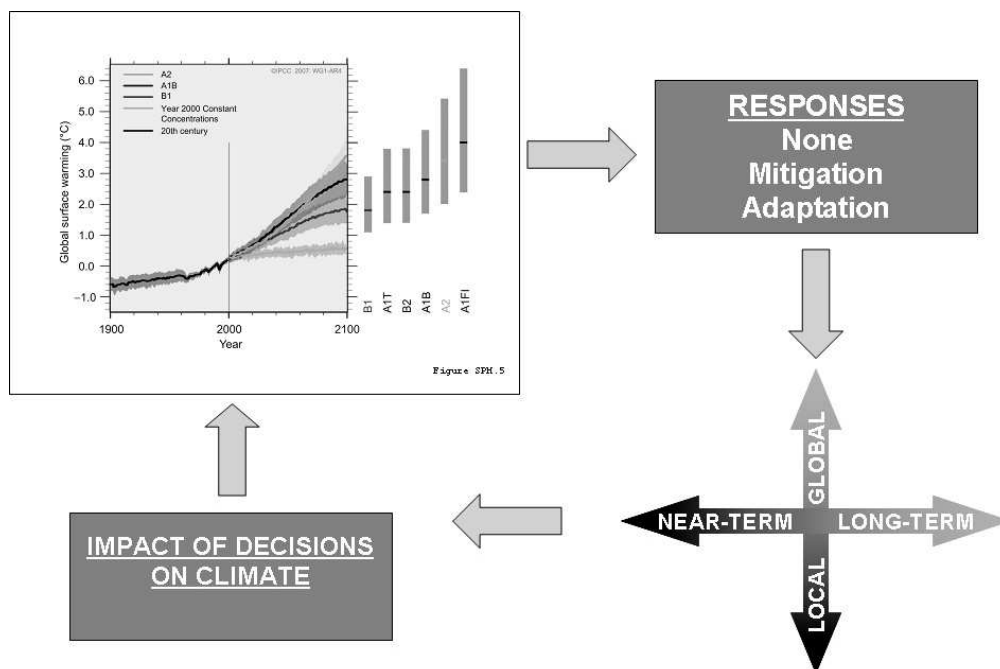 ©IPCC 2007: WG1-AR4
A2
A1B
B1
Year 2000 Constant
Concentrations
20th century
Global surface warming (°C)
6.0
5.0
4.0
3.0
2.0
1.0
0.0
–1.0
1900
2000
2100
Year
B1
A1T
B2
A1B
A2
A1FI
Figure SPM.5
RESPONSES
None
Mitigation
Adaptation
GLOBAL
NEAR-TERM
LONG-TERM
LOCAL
IMPACT OF DECISIONS
ON CLIMATE